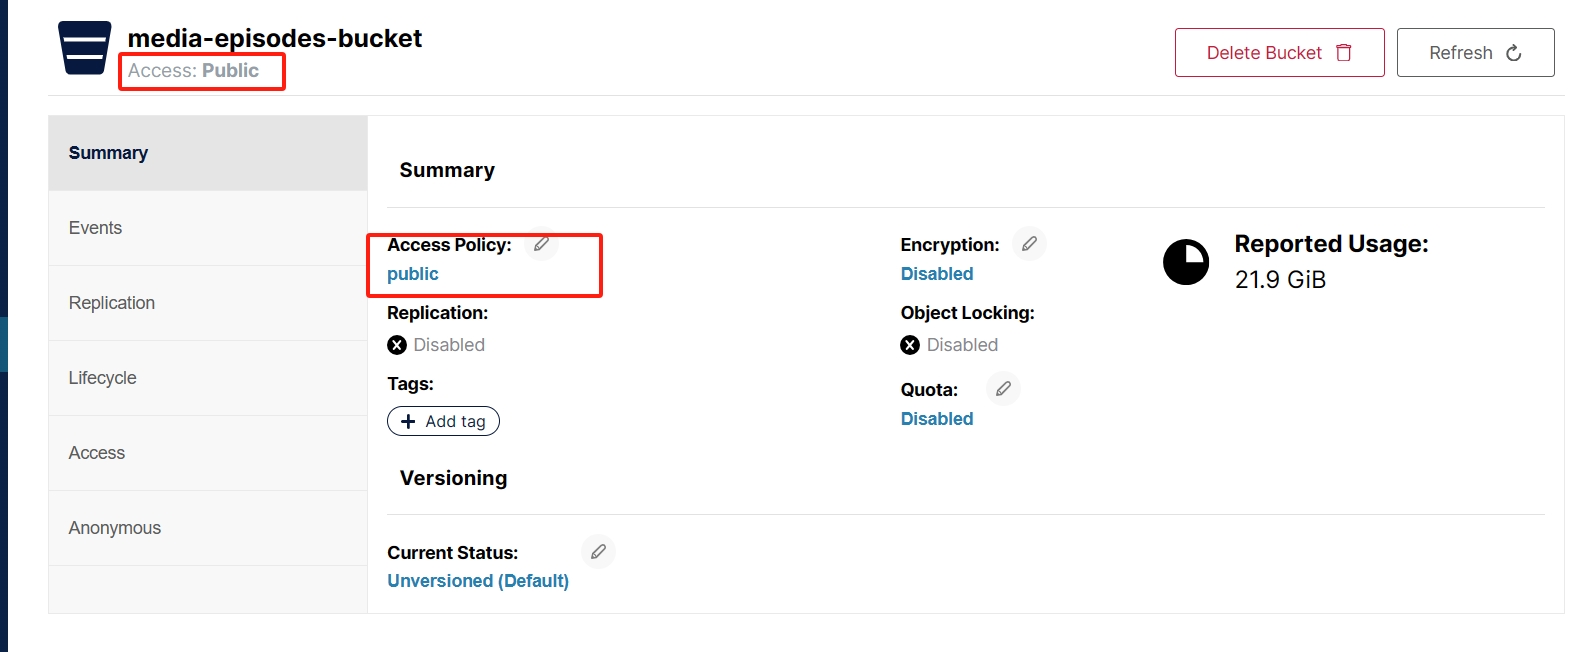 media-episodes-bucket
Access: Public
Delete Bucket
Refresh
Summary
Events
Replication
Lifecycle
Access
Anonymous
Summary
Access Policy:
public
Replication:
Disabled
Tags:
Add tag
Encryption:
Disabled
Object Locking:
Disabled
Quota:
Disabled
Reported Usage:
21.9 GiB
Versioning
Current Status:
Unversioned (Default)